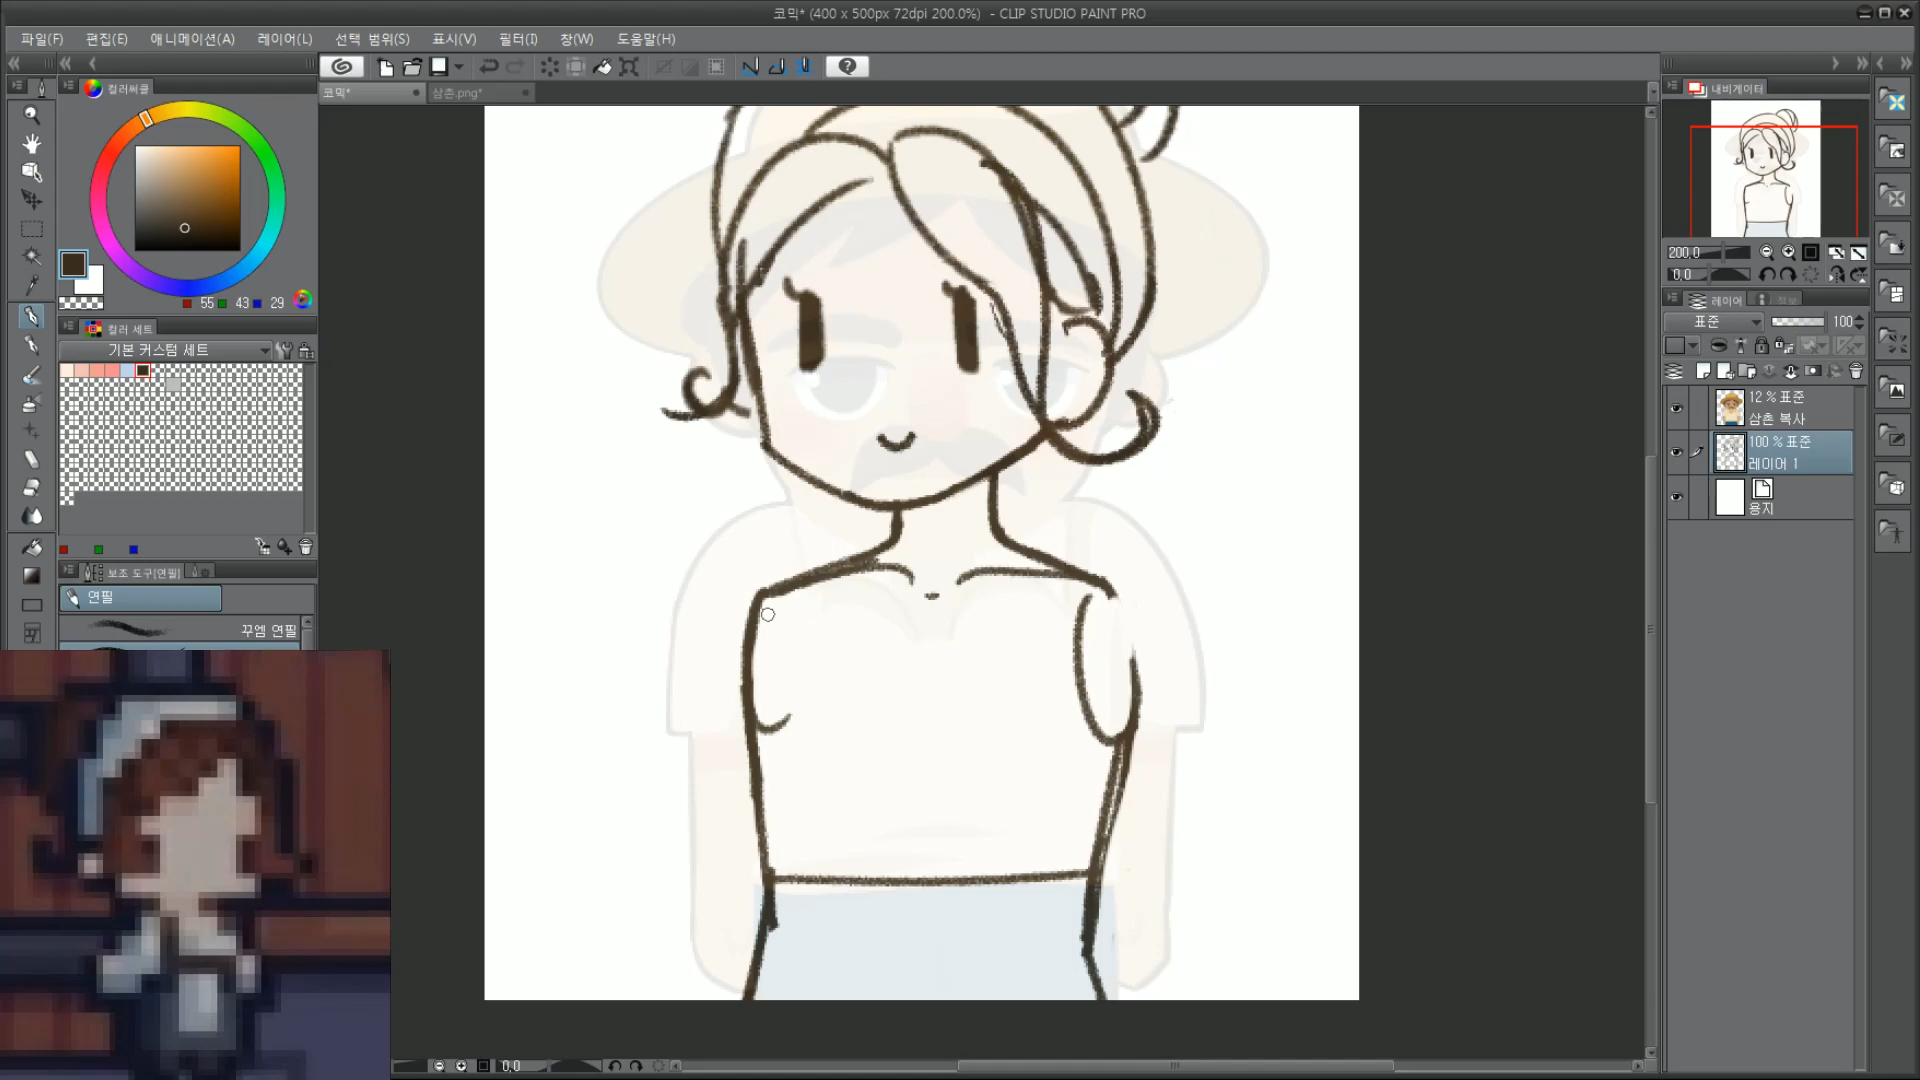 코믹* (400 x 500px 72dpi 200.0%) - CLIP STUDIO PAINT PRO
파일(F) 편집(E) 애니메이션(A) 레이어(L) 선택 범위(S) 표시(V) 필터(I) 창(W) 도움말(H)
컬러써클
코믹*
삼촌.png*
내비게이터
200.0
0.0
55 43 29
컬러 세트
기본 커스텀 세트
레이어
정보
표준
100
12 % 표준
삼촌 복사
100 % 표준
레이어 1
용지
보조 도구[연필]
연필
꾸엠 연필
0.0